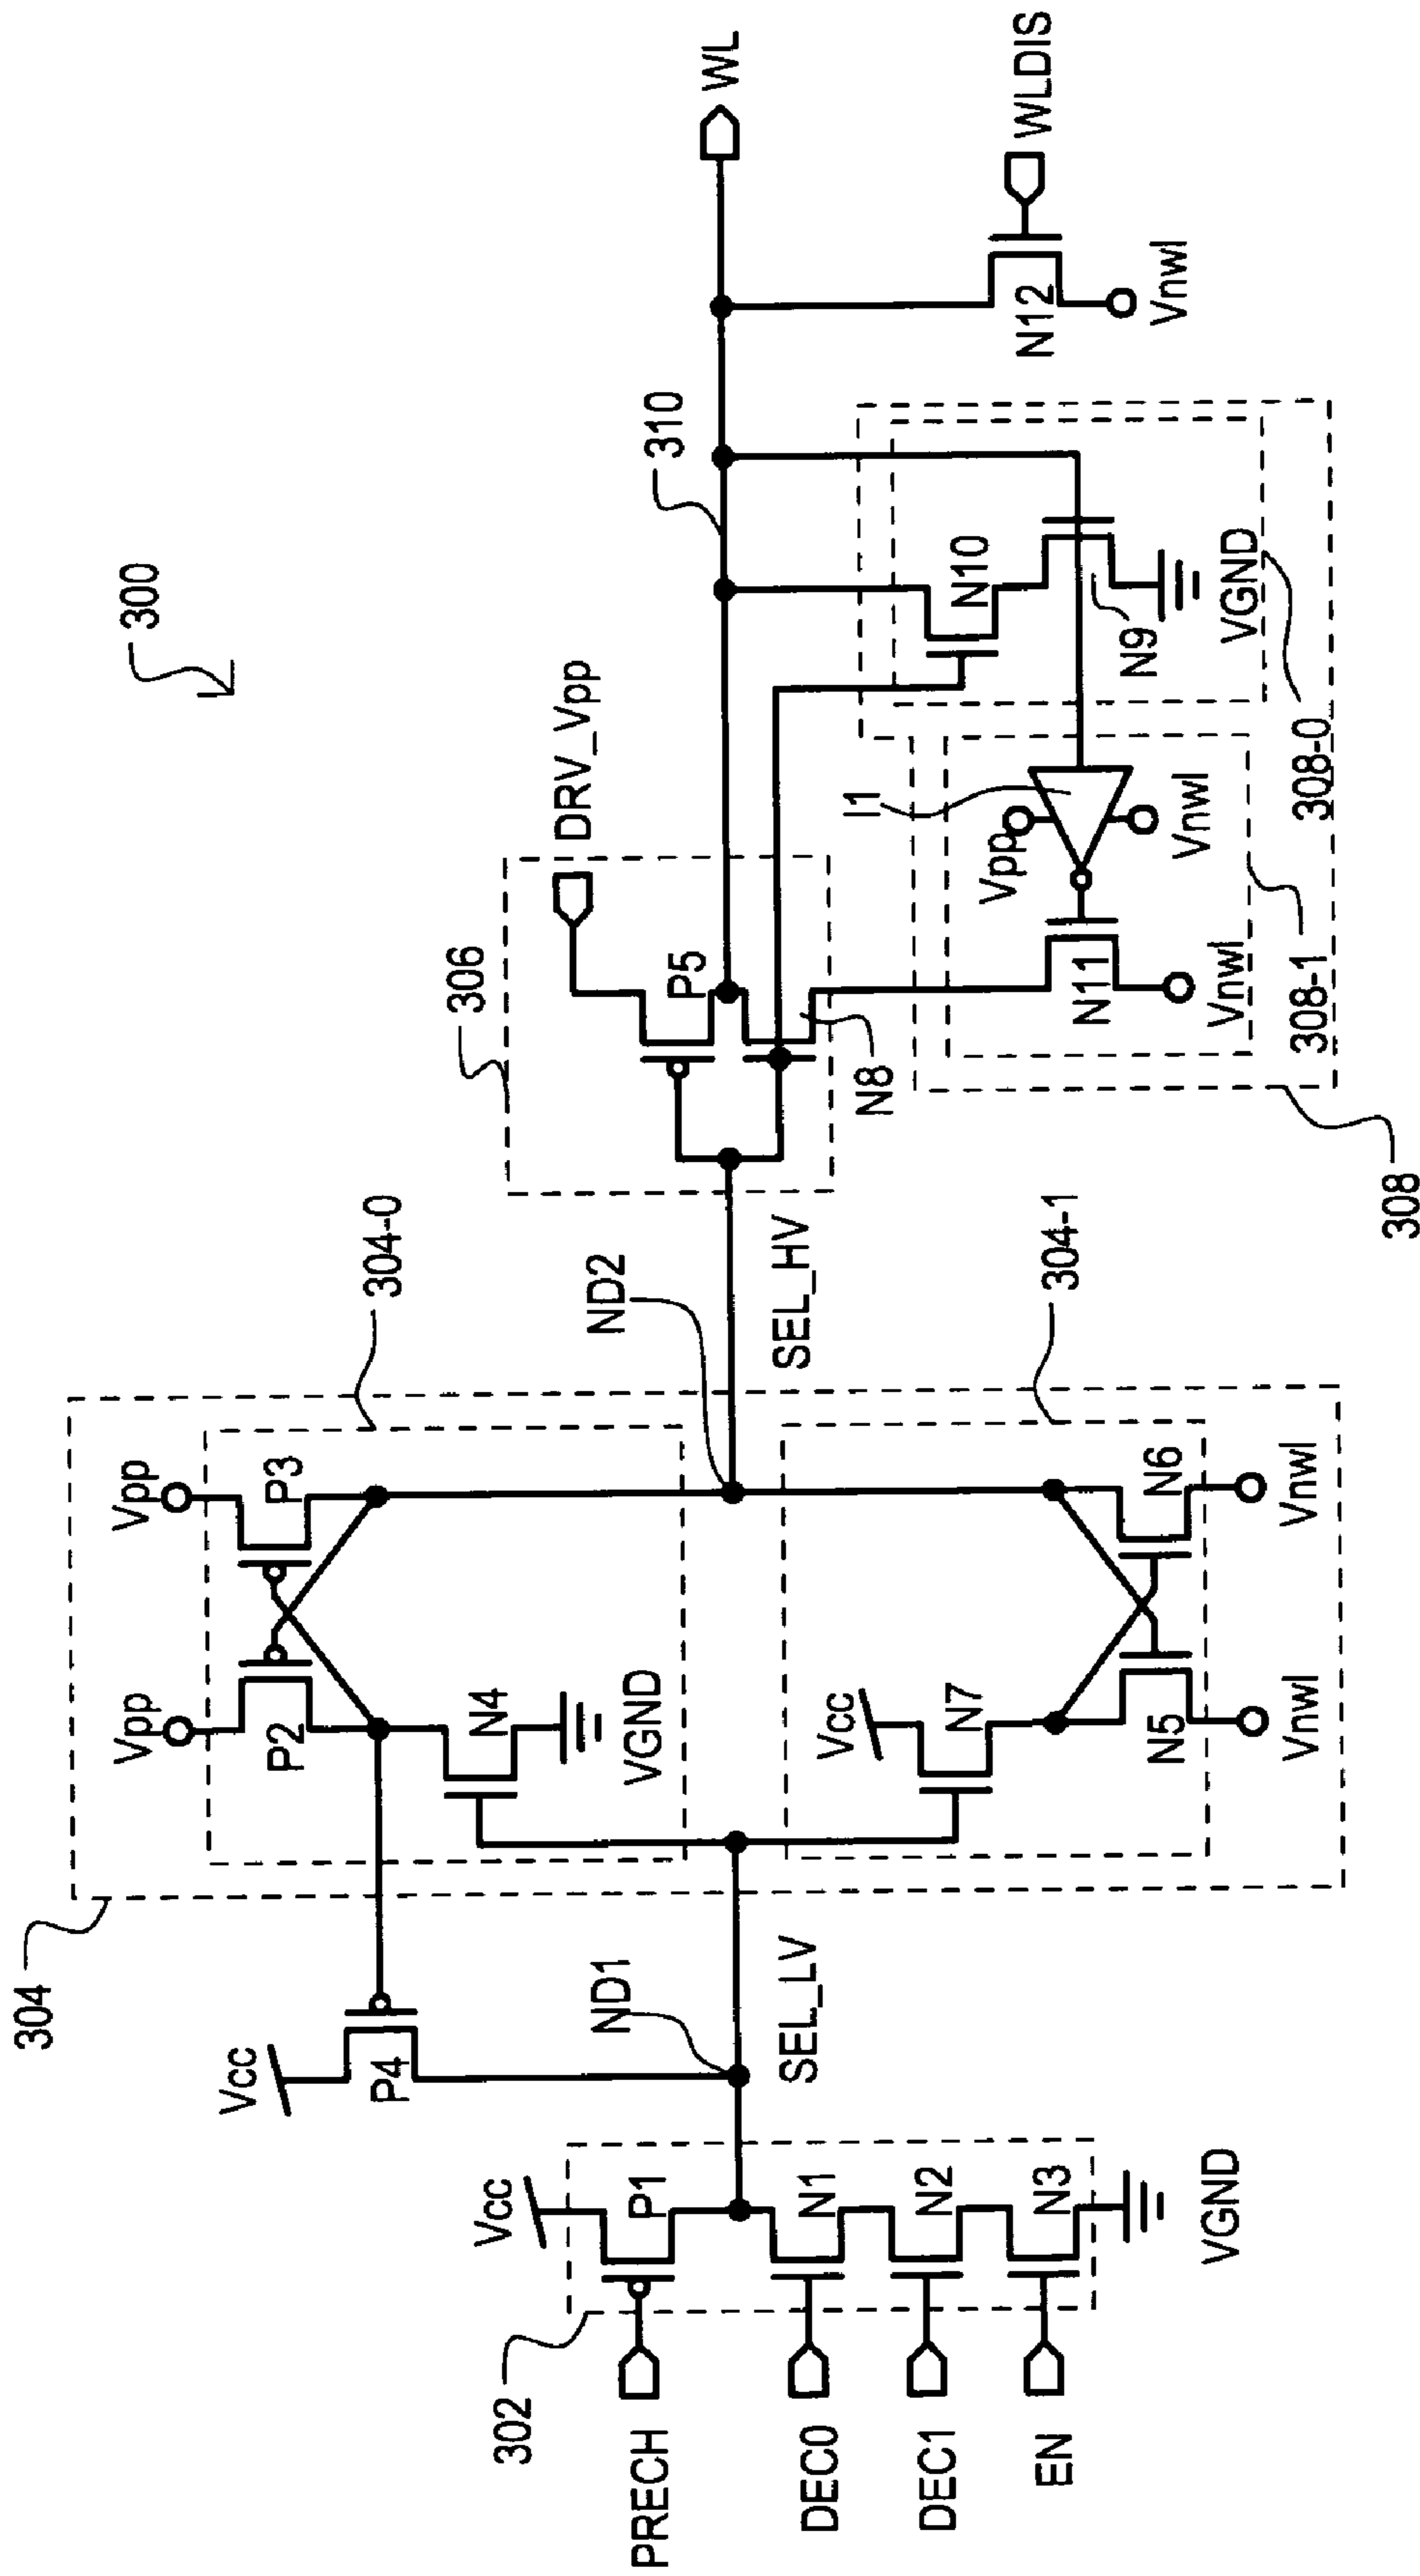 300
304
304-0
304-1
306
308
308-0
308-1
310
302
Vcc
P1
PRECH
DEC0
N1
DEC1
N2
EN
N3
VGND
Vcc
P4
ND1
SEL_LV
Vpp
P2
Vpp
P3
N4
VGND
Vcc
N7
N5
Vnwl
N6
Vnwl
ND2
SEL_HV
DRV_Vpp
P5
N8
N10
N9
VGND
I1
Vpp
Vnwl
N11
Vnwl
WL
WLDIS
N12
Vnwl